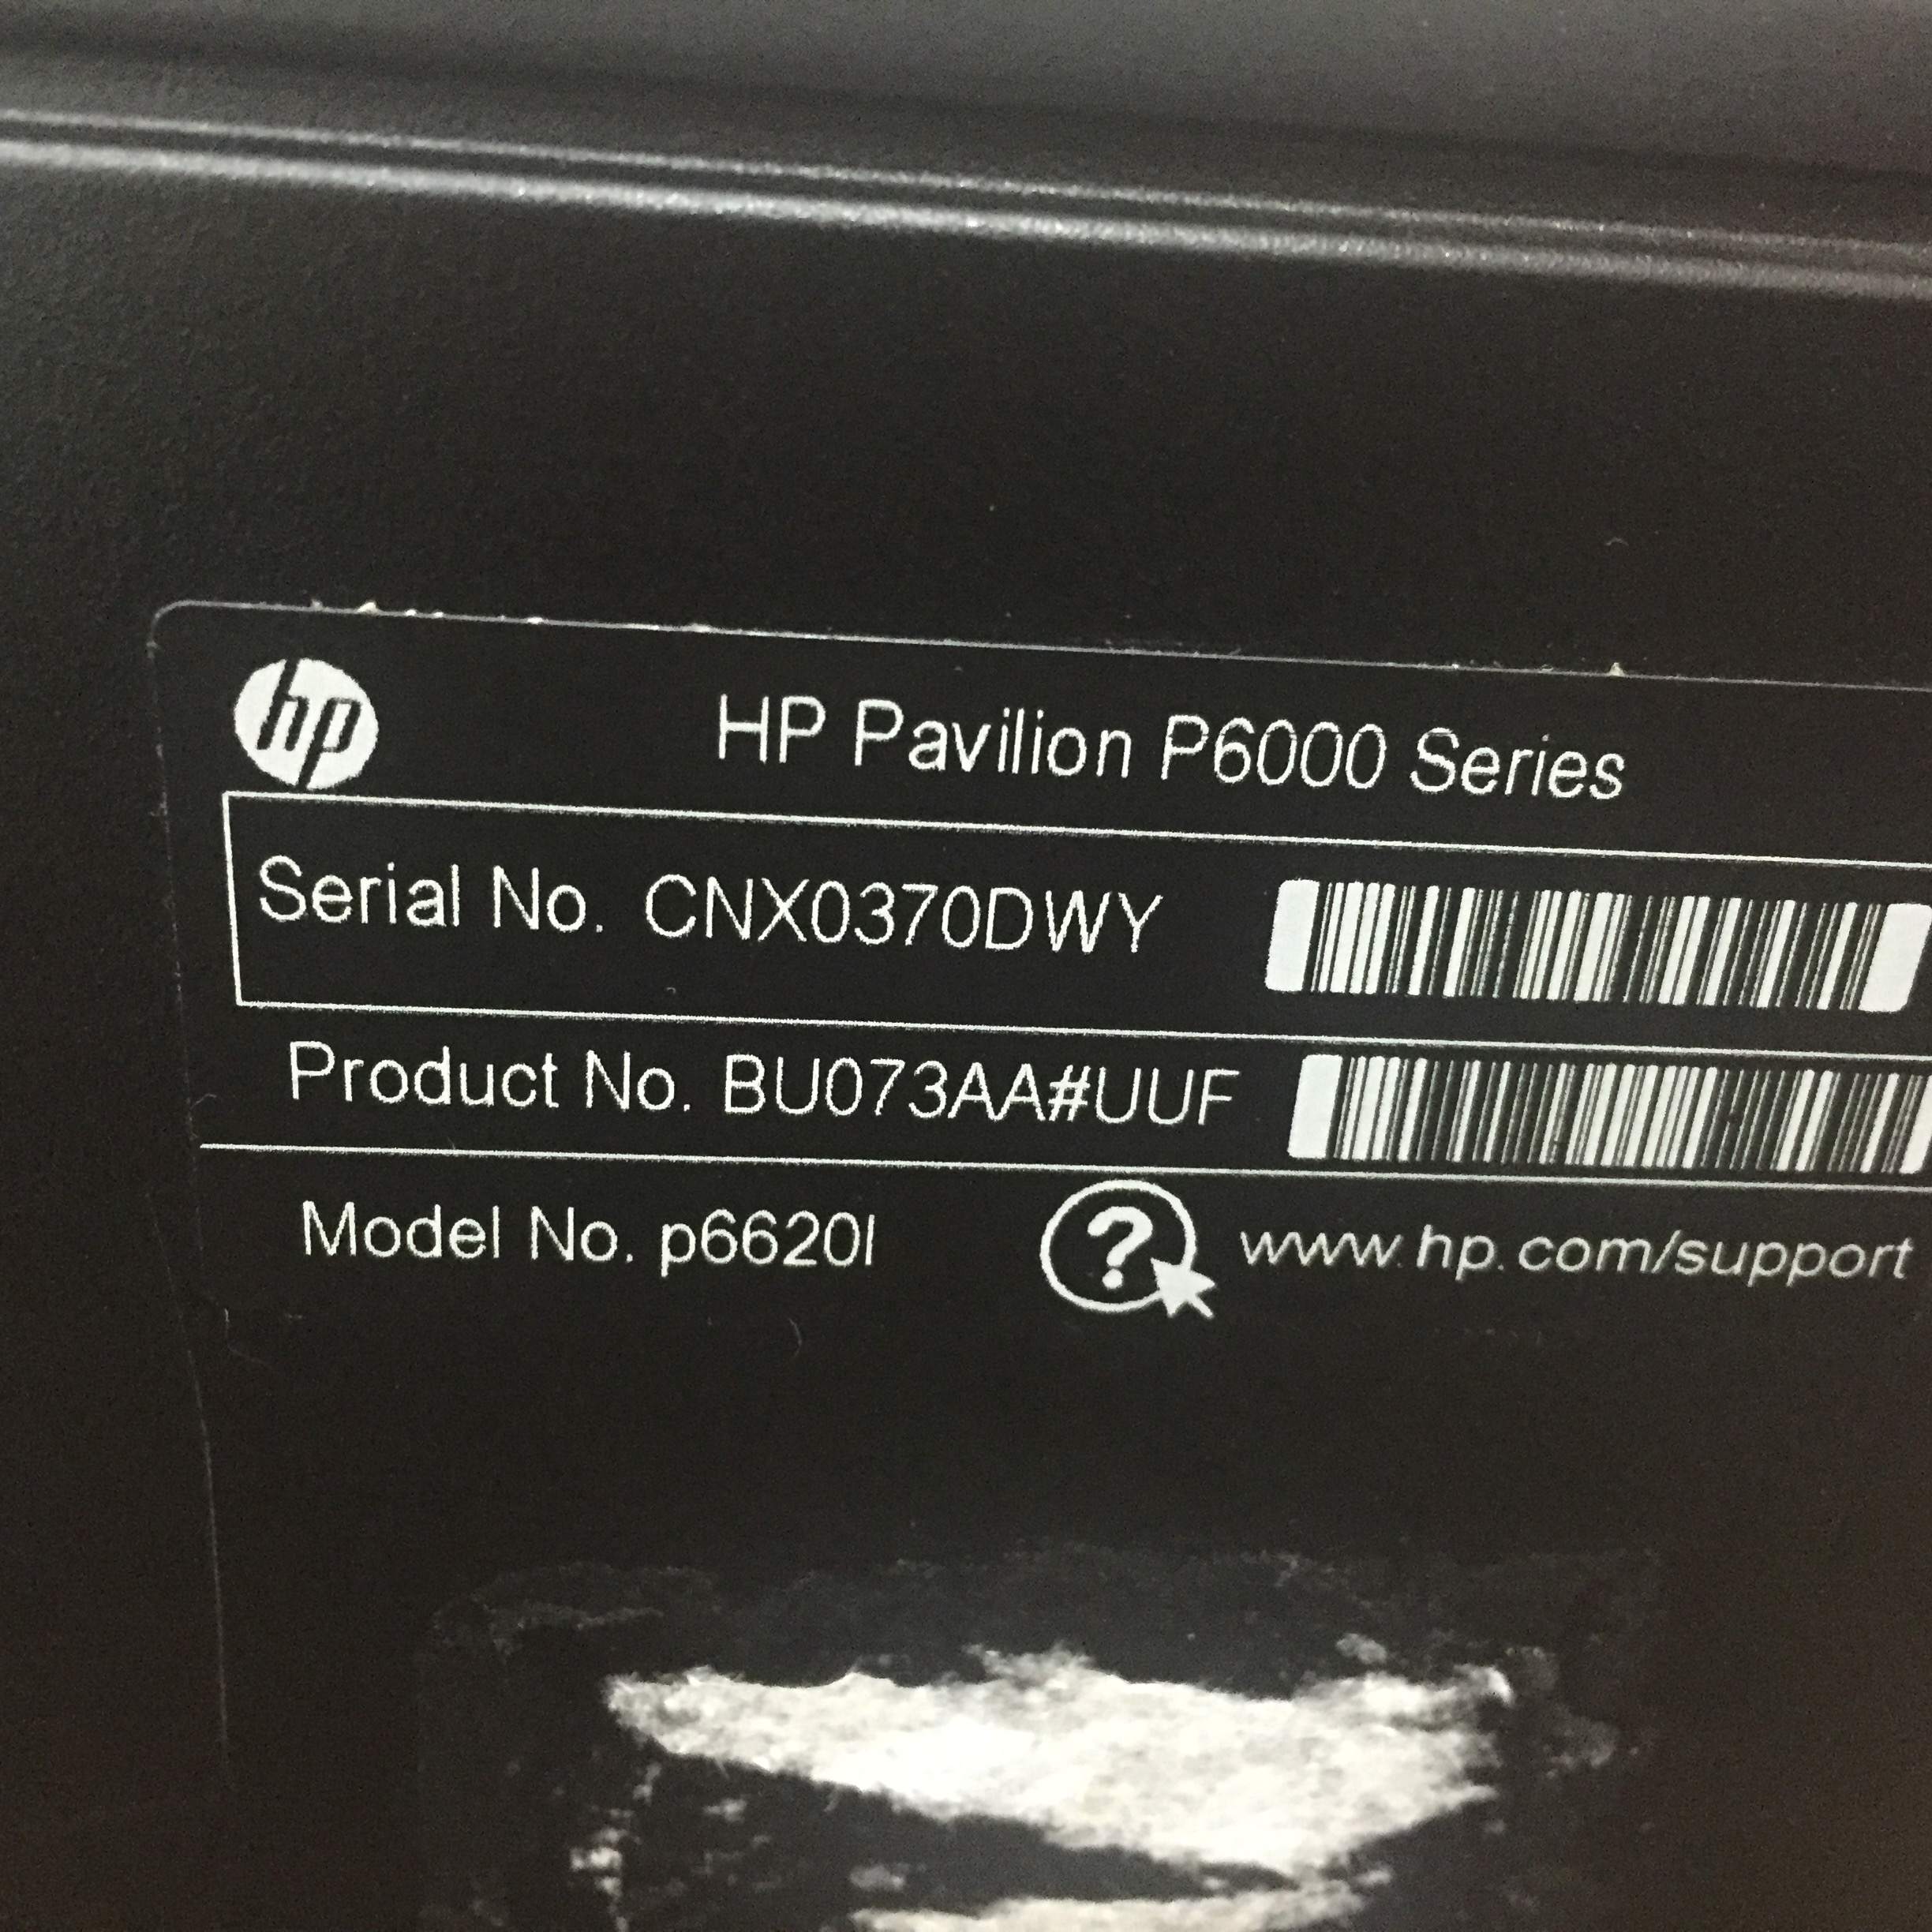 hp HP Pavilion P6000 Series
Serial No. CNX0370DWY
Product No. BU073AA#UUF
Model No. p6620l ? www.hp.com/support